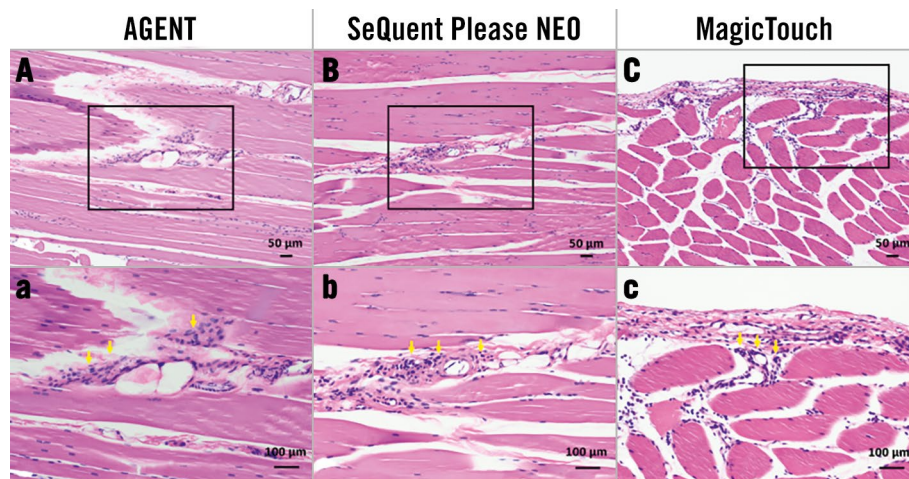 AGENT
SeQuent Please NEO
MagicTouch
A
B
C
50 µm
50 µm
50 µm
a
b
c
100 µm
100 µm
100 µm